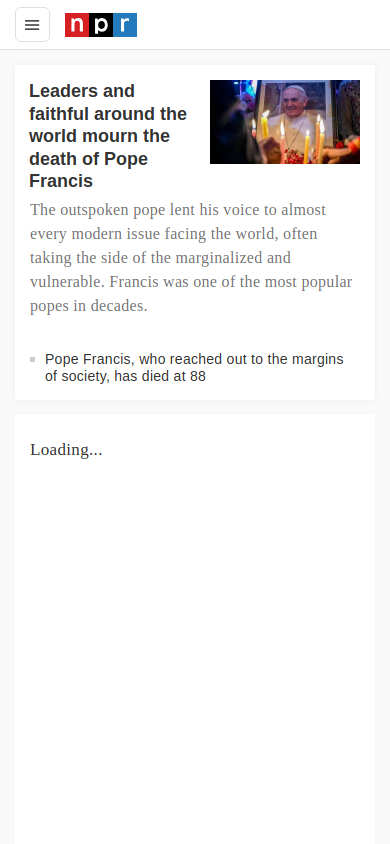 npr
Leaders and
faithful around the
world mourn the
death of Pope
Francis
The outspoken pope lent his voice to almost
every modern issue facing the world, often
taking the side of the marginalized and
vulnerable. Francis was one of the most popular
popes in decades.
Pope Francis, who reached out to the margins
of society, has died at 88
Loading...